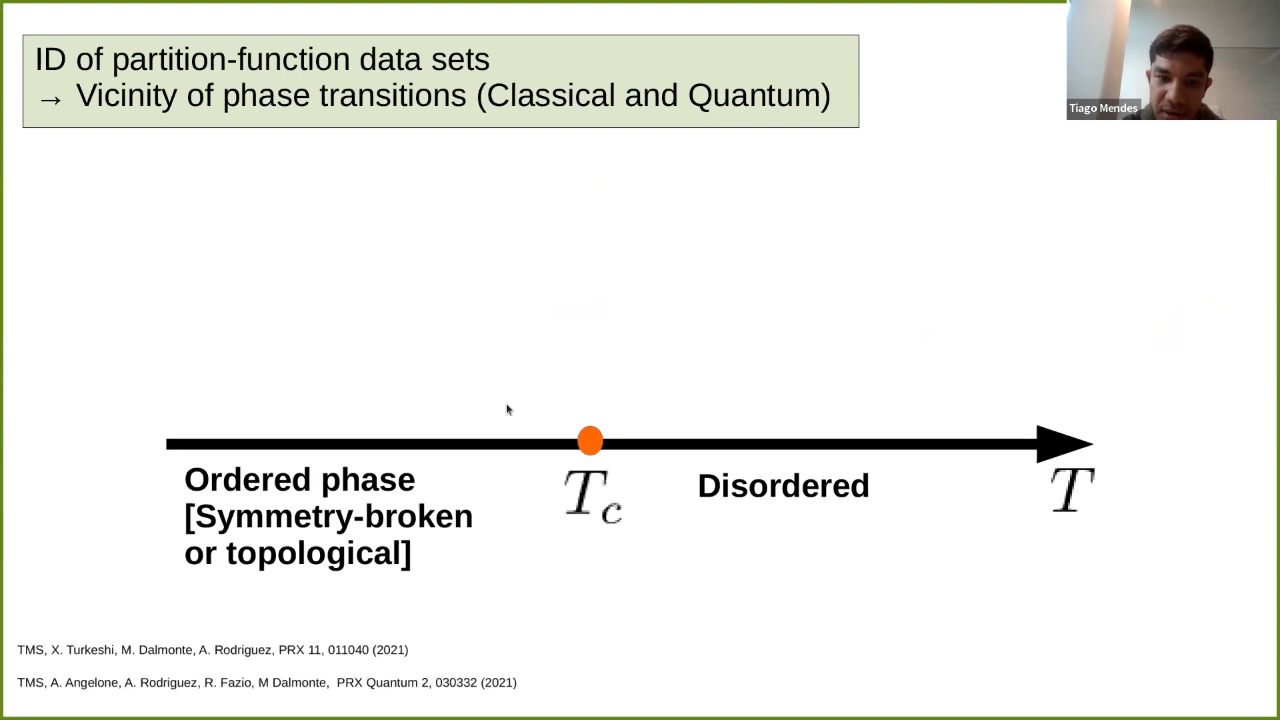 ID of partition-function data sets
→ Vicinity of phase transitions (Classical and Quantum)
Tiago Mendes
Ordered phase
[Symmetry-broken
or topological]
T_c
Disordered
T
TMS, X. Turkeshi, M. Dalmonte, A. Rodriguez, PRX 11, 011040 (2021)
TMS, A. Angelone, A. Rodriguez, R. Fazio, M Dalmonte, PRX Quantum 2, 030332 (2021)